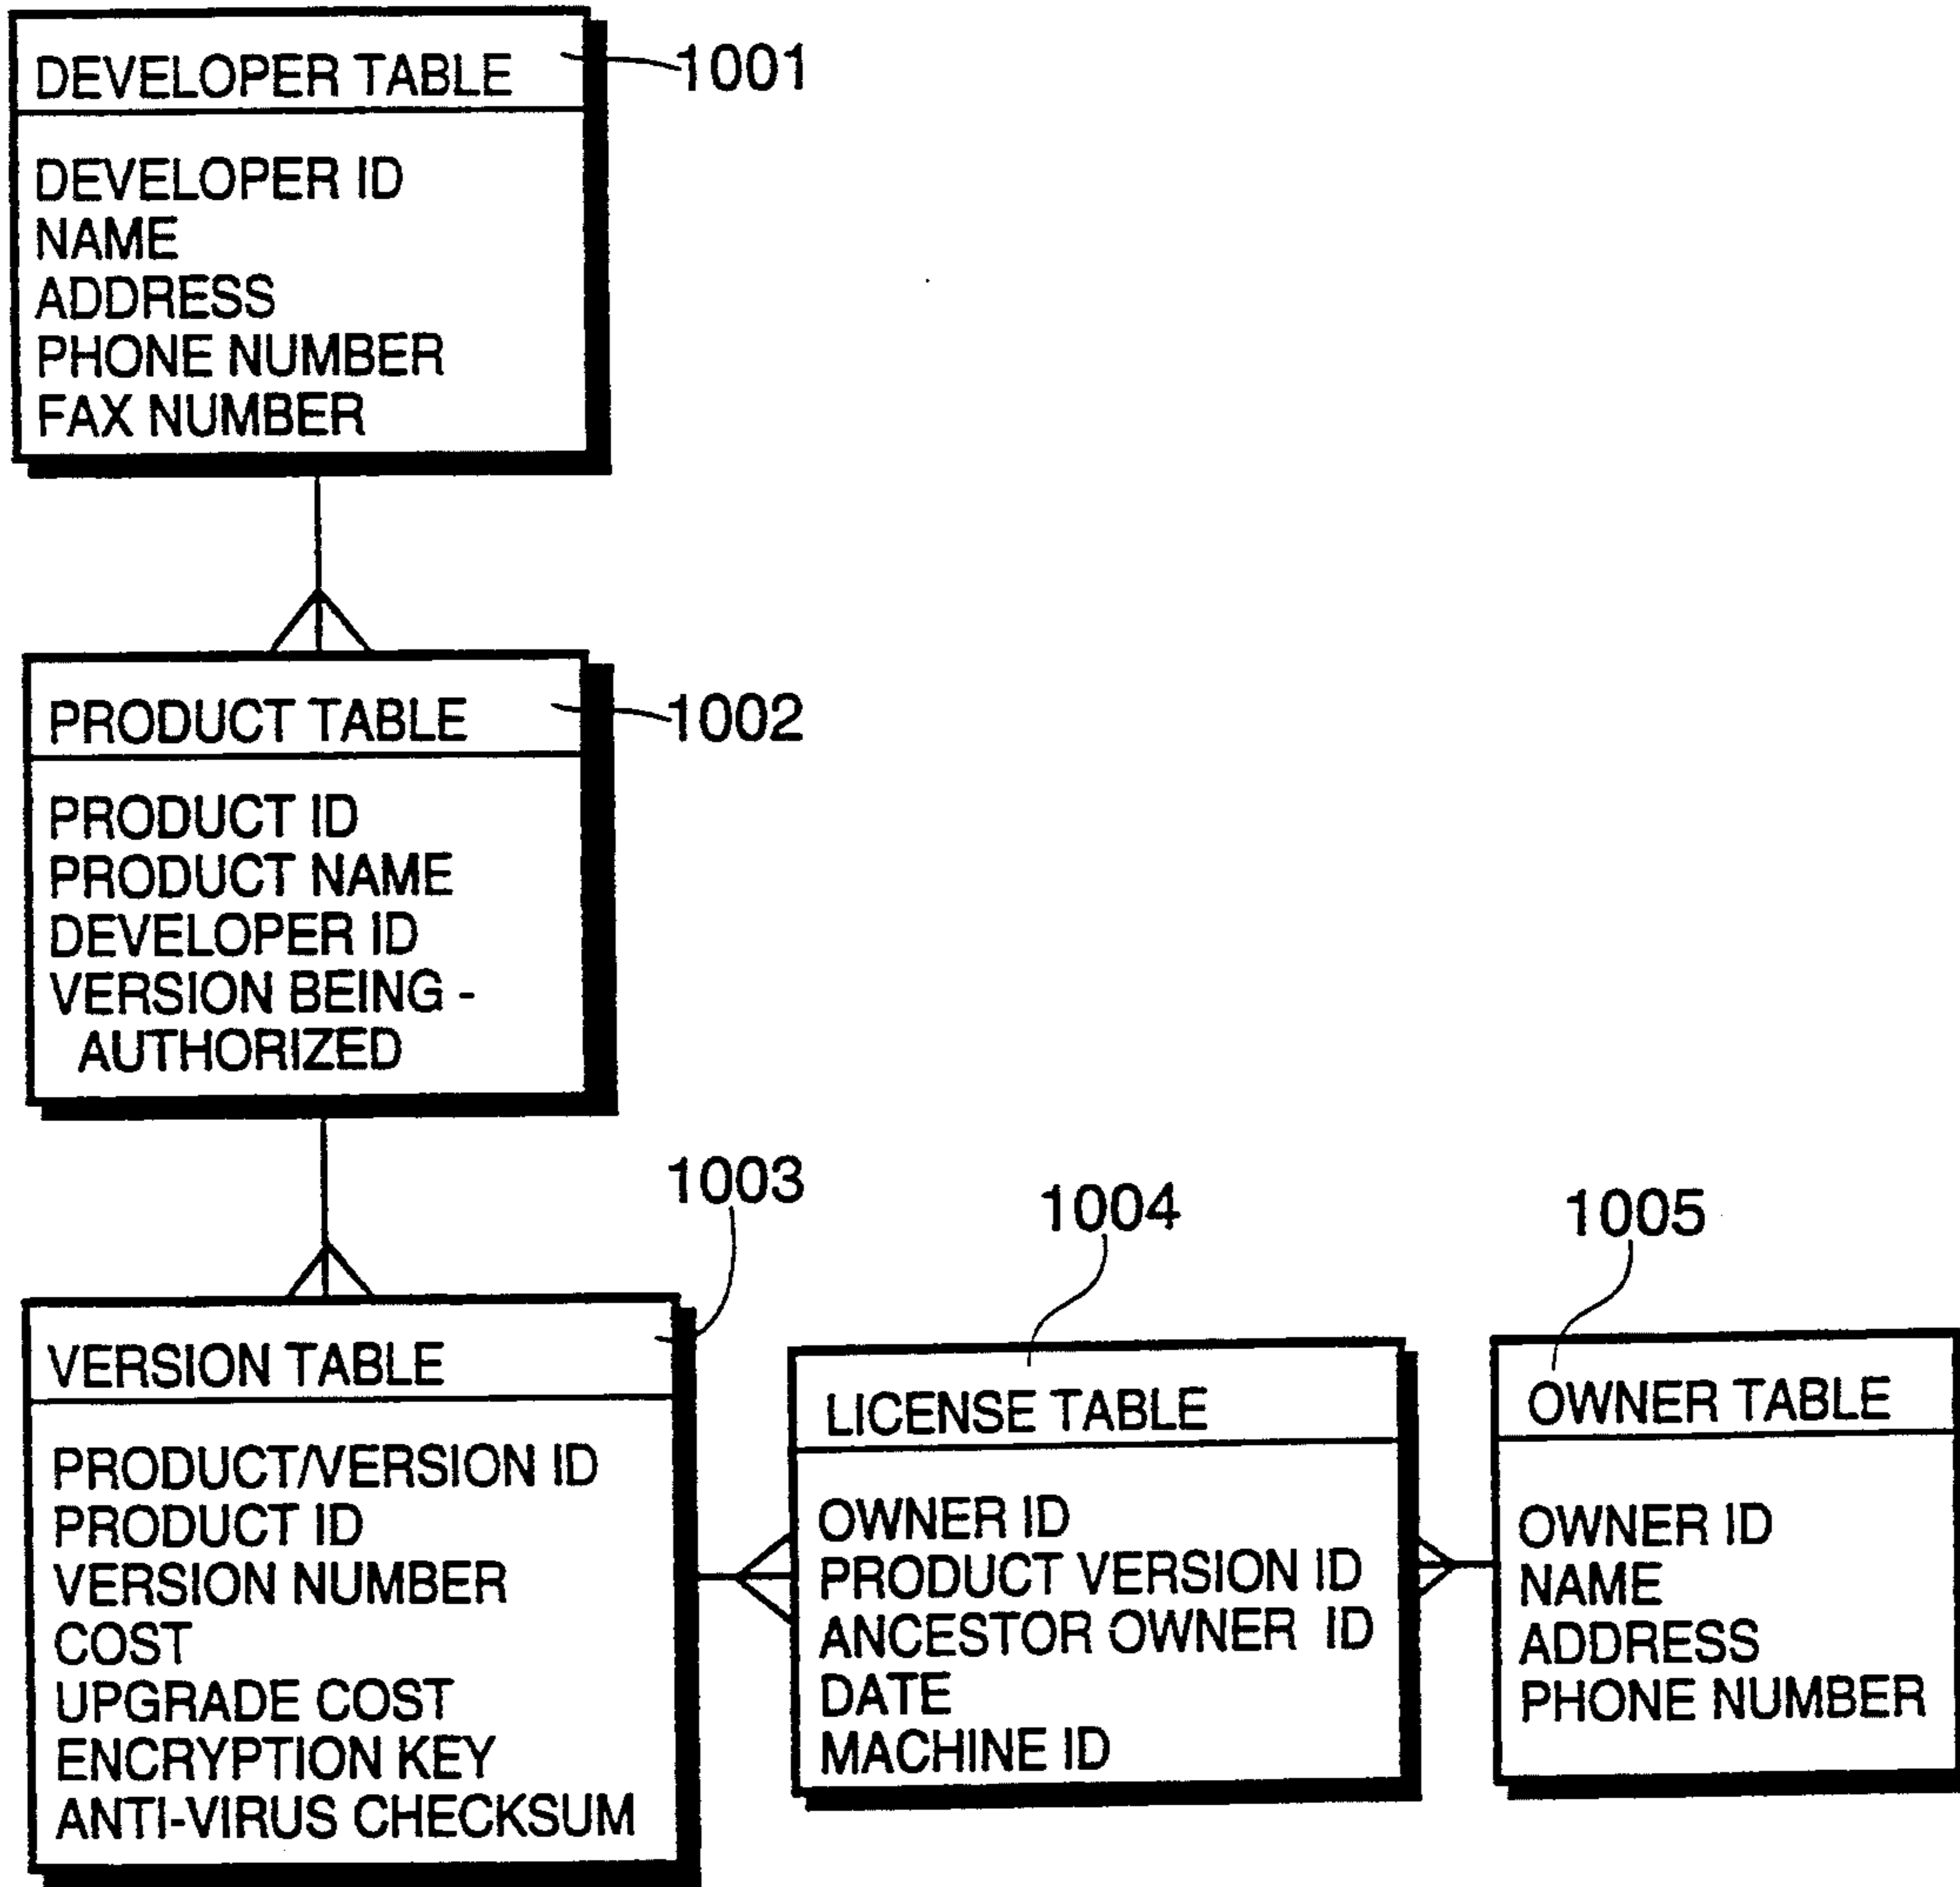 DEVELOPER TABLE
1001
DEVELOPER ID
NAME
ADDRESS
PHONE NUMBER
FAX NUMBER
PRODUCT TABLE
1002
PRODUCT ID
PRODUCT NAME
DEVELOPER ID
VERSION BEING -
AUTHORIZED
1003
VERSION TABLE
PRODUCT/VERSION ID
PRODUCT ID
VERSION NUMBER
COST
UPGRADE COST
ENCRYPTION KEY
ANTI-VIRUS CHECKSUM
1004
LICENSE TABLE
OWNER ID
PRODUCT VERSION ID
ANCESTOR OWNER ID
DATE
MACHINE ID
1005
OWNER TABLE
OWNER ID
NAME
ADDRESS
PHONE NUMBER